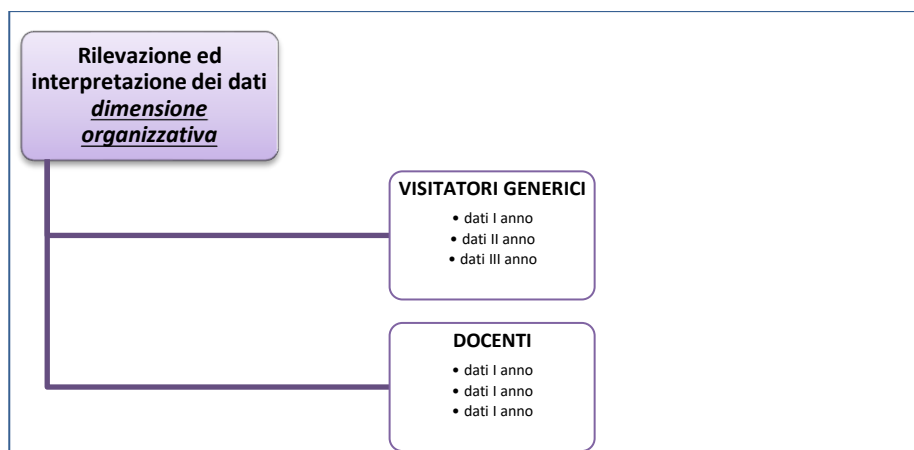 Rilevazione ed
interpretazione dei dati
dimensione
organizzativa
VISITATORI GENERICI
• dati I anno
• dati II anno
• dati III anno
DOCENTI
• dati I anno
• dati I anno
• dati I anno